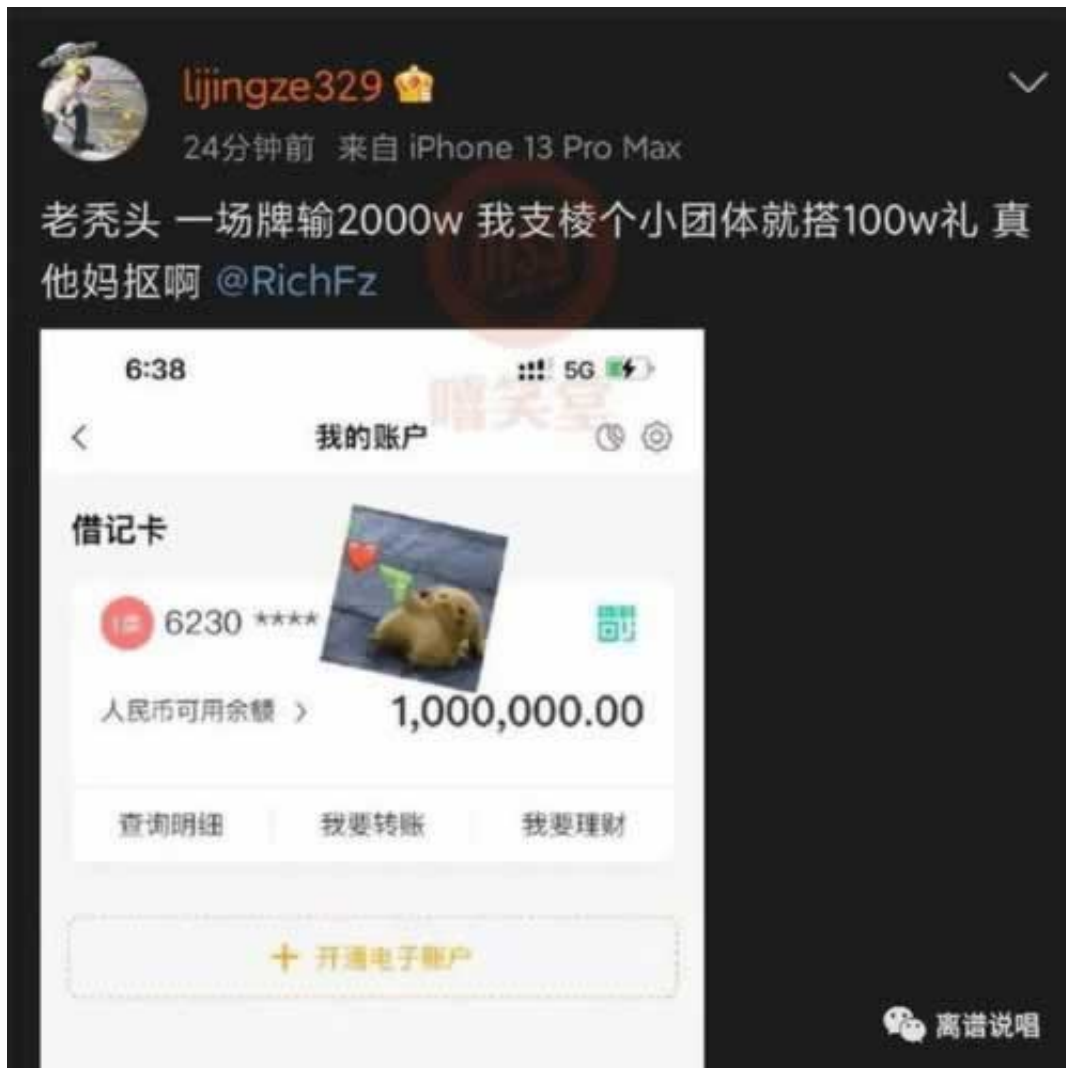 lijingze329
24分钟前 来自 iPhone 13 Pro Max
老秃头 一场牌输2000w 我支棱个小团体就搭100w礼 真
他妈抠啊 @RichFz
6:38 5G
嘻笑堂
我的账户
借记卡
6230 ****
人民币可用余额 >
1,000,000.00
查询明细 我要转账 我要理财
+ 开通电子账户
离谱说唱